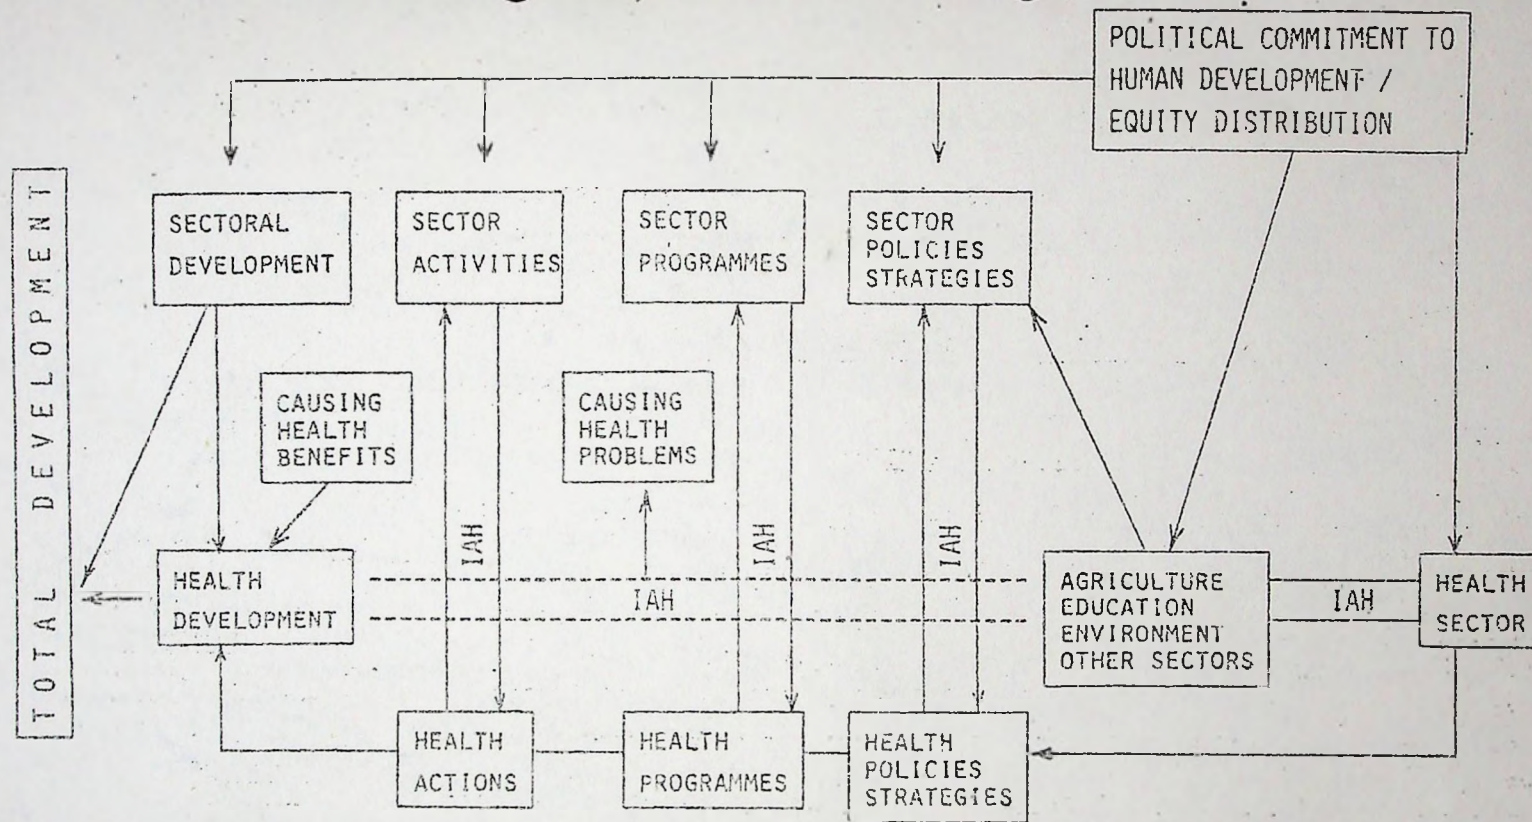 POLITICAL COMMITMENT TO
HUMAN DEVELOPMENT /
EQUITY DISTRIBUTION
TOTAL DEVELOPMENT
SECTORAL
DEVELOPMENT
SECTOR
ACTIVITIES
SECTOR
PROGRAMMES
SECTOR
POLICIES
STRATEGIES
CAUSING
HEALTH
BENEFITS
CAUSING
HEALTH
PROBLEMS
IAH
IAH
IAH
HEALTH
DEVELOPMENT
IAH
AGRICULTURE
EDUCATION
ENVIRONMENT
OTHER SECTORS
IAH
HEALTH
SECTOR
HEALTH
ACTIONS
HEALTH
PROGRAMMES
HEALTH
POLICIES
STRATEGIES